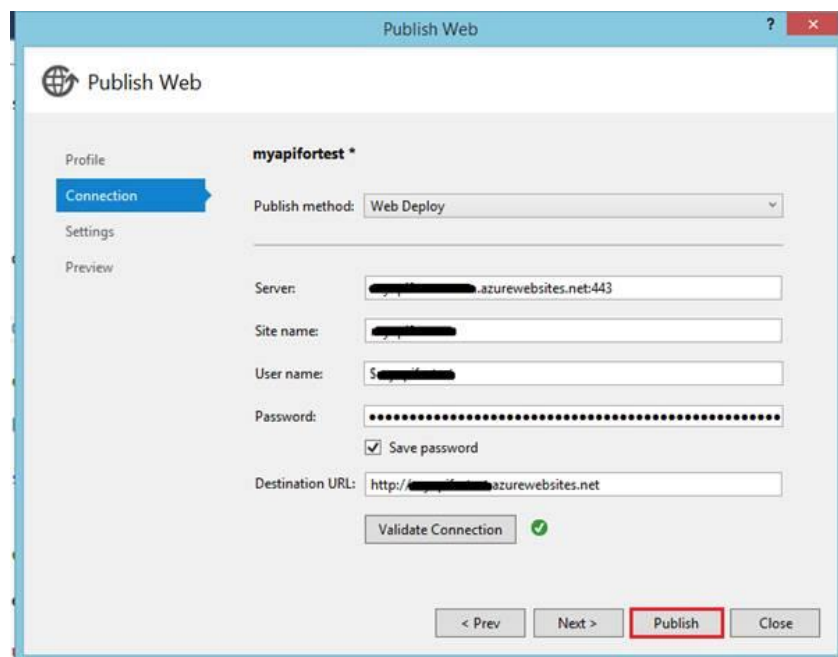 Publish Web
?
Publish Web
Profile
Connection
Settings
Preview
myapifortest *
Publish method: Web Deploy
Server: .azurewebsites.net:443
Site name:
User name: $
Password: 
Save password
Destination URL: http:// .azurewebsites.net
Validate Connection
< Prev
Next >
Publish
Close